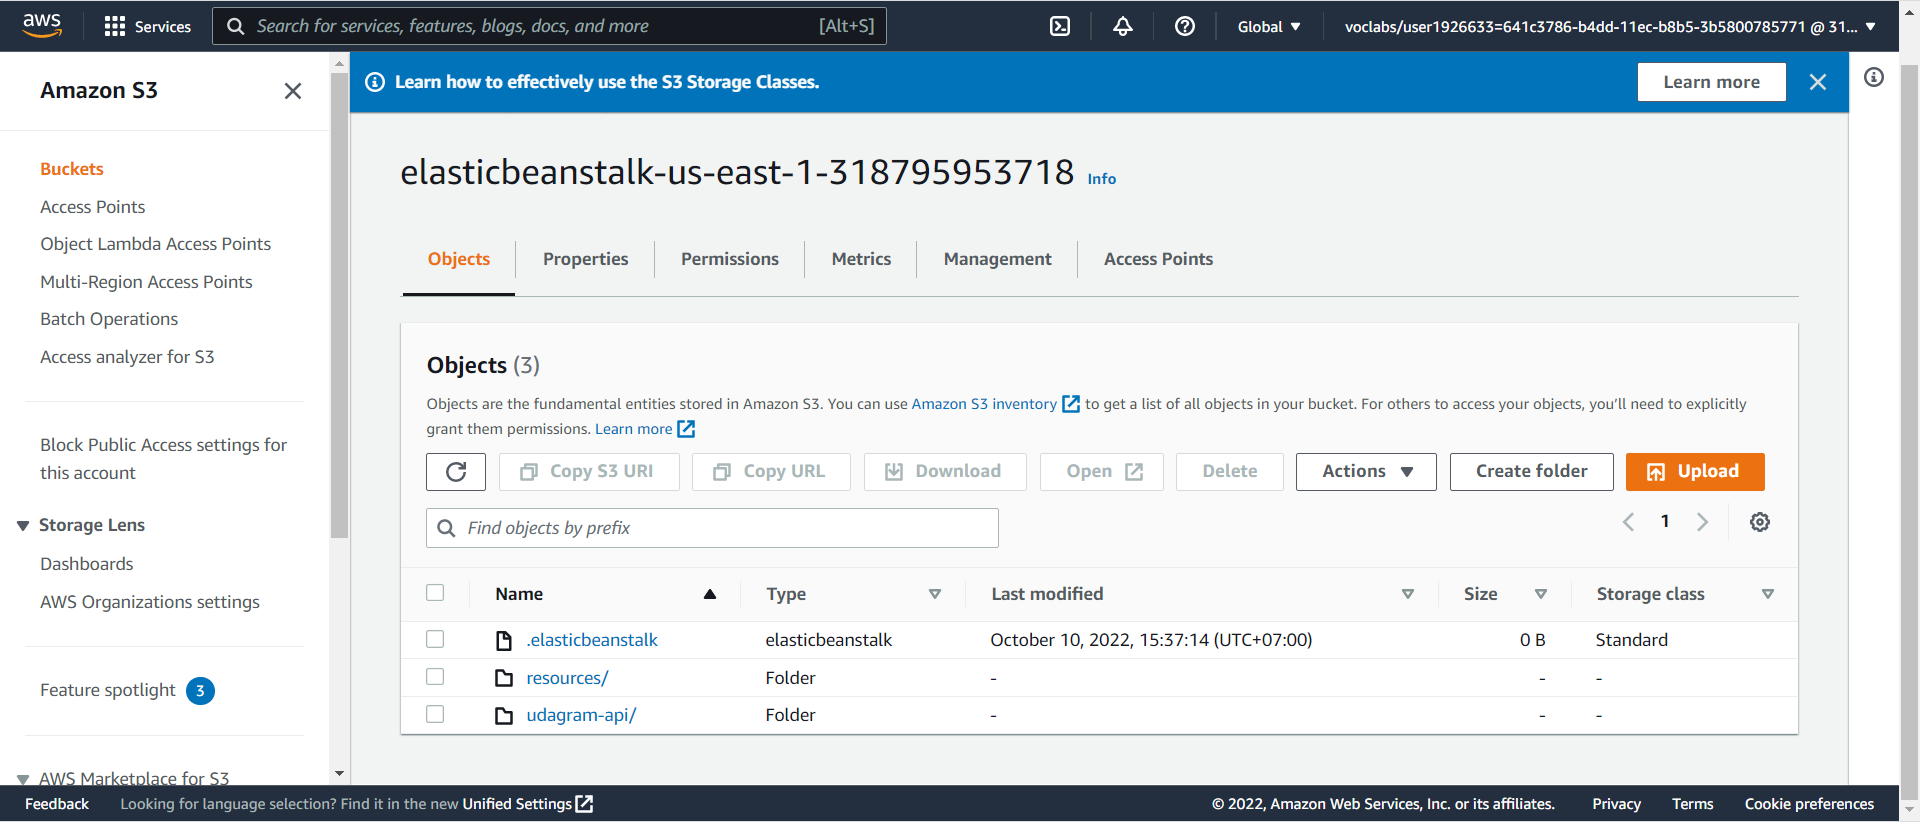 aws Services Search for services, features, blogs, docs, and more [Alt+S] Global voclabs/user1926633=641c3786-b4dd-11ec-b8b5-3b5800785771 @ 31...
Amazon S3
Buckets
Access Points
Object Lambda Access Points
Multi-Region Access Points
Batch Operations
Access analyzer for S3
Block Public Access settings for
this account
Storage Lens
Dashboards
AWS Organizations settings
Feature spotlight 3
AWS Marketplace for S3
Learn how to effectively use the S3 Storage Classes. Learn more
elasticbeanstalk-us-east-1-318795953718 Info
Objects Properties Permissions Metrics Management Access Points
Objects (3)
Objects are the fundamental entities stored in Amazon S3. You can use Amazon S3 inventory to get a list of all objects in your bucket. For others to access your objects, you'll need to explicitly
grant them permissions. Learn more
Copy S3 URI Copy URL Download Open Delete Actions Create folder Upload
Find objects by prefix 1
Name Type Last modified Size Storage class
.elasticbeanstalk elasticbeanstalk October 10, 2022, 15:37:14 (UTC+07:00) 0 B Standard
resources/ Folder - - -
udagram-api/ Folder - - -
Feedback Looking for language selection? Find it in the new Unified Settings © 2022, Amazon Web Services, Inc. or its affiliates. Privacy Terms Cookie preferences